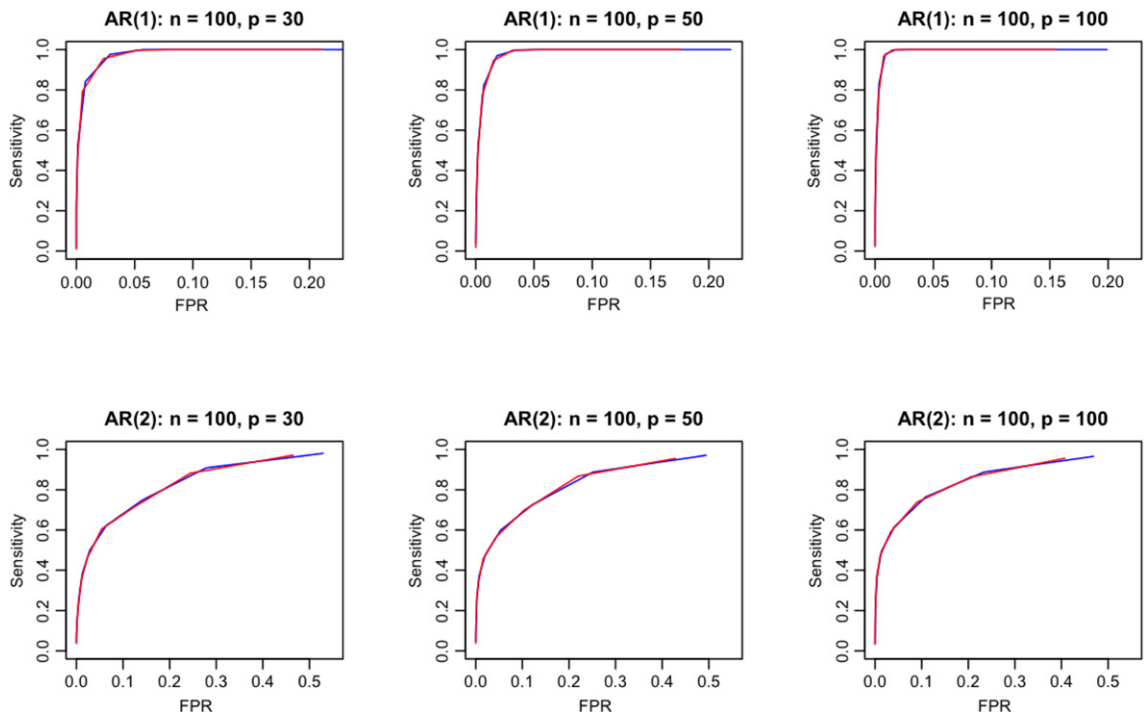 AR(1): n = 100, p = 30
Sensitivity
0.0 0.2 0.4 0.6 0.8 1.0
0.00 0.05 0.10 0.15 0.20
FPR
AR(1): n = 100, p = 50
Sensitivity
0.0 0.2 0.4 0.6 0.8 1.0
0.00 0.05 0.10 0.15 0.20
FPR
AR(1): n = 100, p = 100
Sensitivity
0.0 0.2 0.4 0.6 0.8 1.0
0.00 0.05 0.10 0.15 0.20
FPR
AR(2): n = 100, p = 30
Sensitivity
0.0 0.2 0.4 0.6 0.8 1.0
0.0 0.1 0.2 0.3 0.4 0.5
FPR
AR(2): n = 100, p = 50
Sensitivity
0.0 0.2 0.4 0.6 0.8 1.0
0.0 0.1 0.2 0.3 0.4 0.5
FPR
AR(2): n = 100, p = 100
Sensitivity
0.0 0.2 0.4 0.6 0.8 1.0
0.0 0.1 0.2 0.3 0.4 0.5
FPR